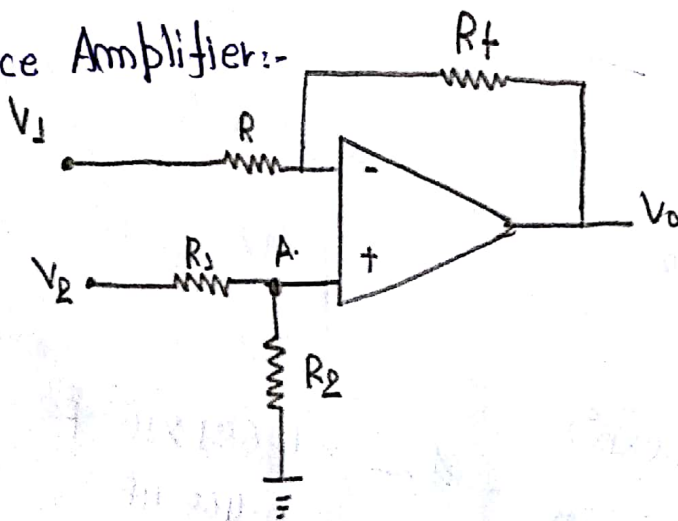 ce Amplifier:-
Rf
V1
R
-
V0
R1
A.
V2
+
R2